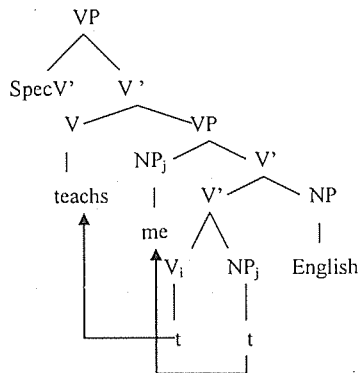 VP
SpecV' V'
V VP
NPj V'
teachs V' NP
me
Vi NPj English
t t